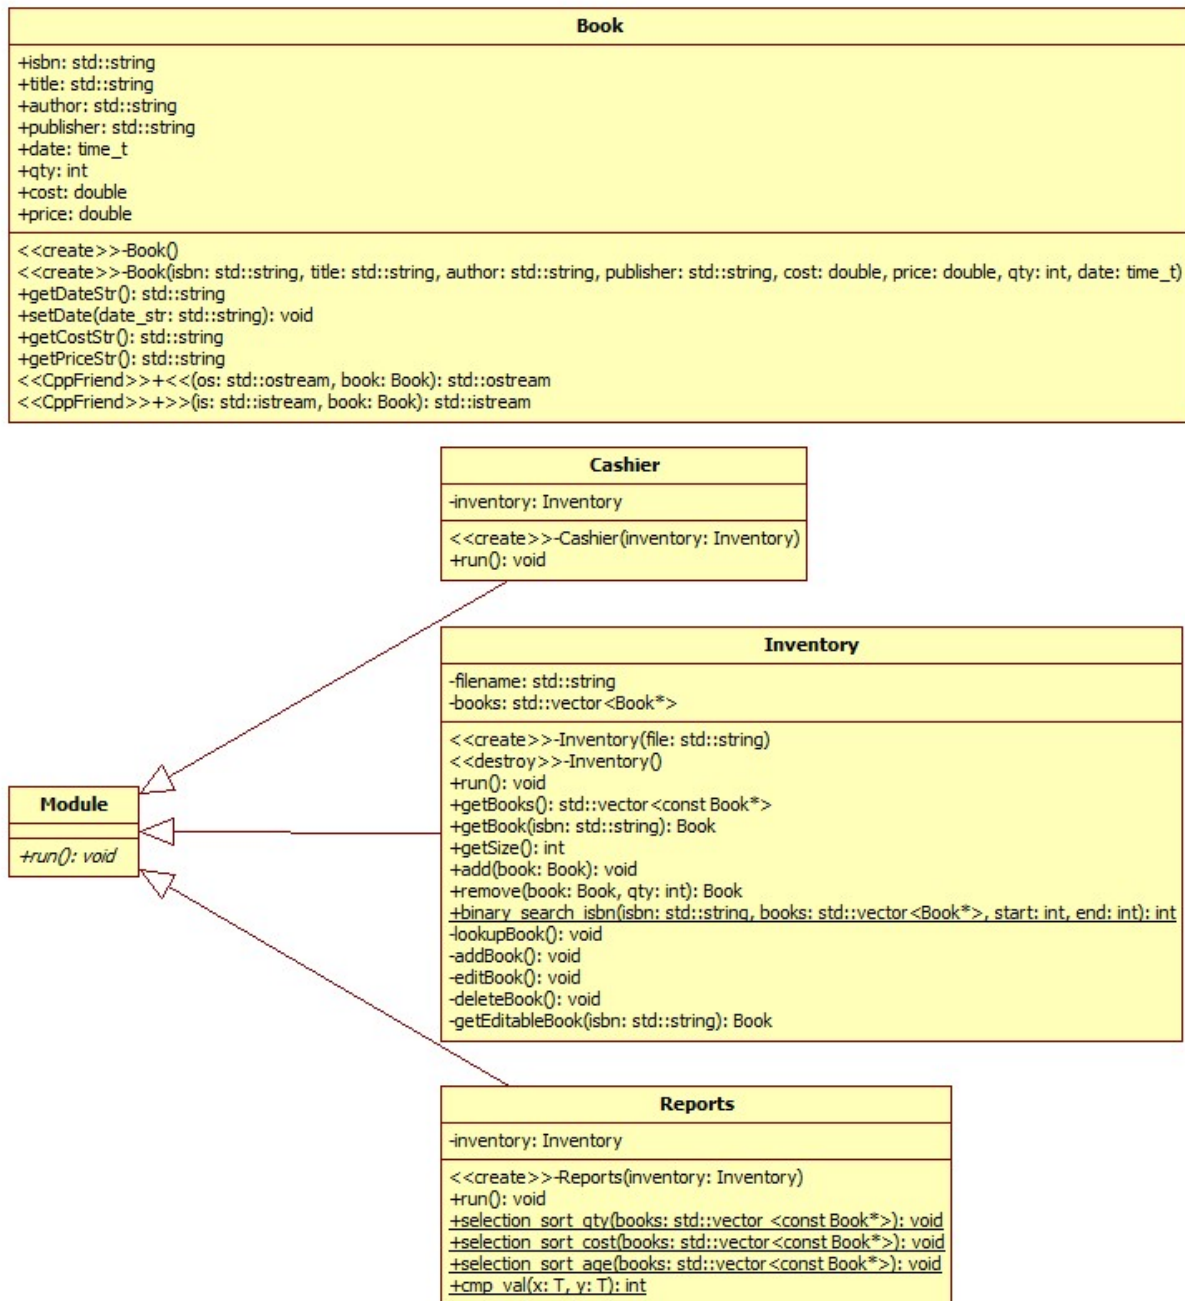 Book
+isbn: std::string
+title: std::string
+author: std::string
+publisher: std::string
+date: time_t
+qty: int
+cost: double
+price: double
<<create>>-Book()
<<create>>-Book(isbn: std::string, title: std::string, author: std::string, publisher: std::string, cost: double, price: double, qty: int, date: time_t)
+getDateStr(): std::string
+setDate(date_str: std::string): void
+getCostStr(): std::string
+getPriceStr(): std::string
<<CppFriend>>+<<(os: std::ostream, book: Book): std::ostream
<<CppFriend>>+>>(is: std::istream, book: Book): std::istream
Cashier
-inventory: Inventory
<<create>>-Cashier(inventory: Inventory)
+run(): void
Module
+run(): void
Inventory
-filename: std::string
-books: std::vector<Book*>
<<create>>-Inventory(file: std::string)
<<destroy>>-Inventory()
+run(): void
+getBooks(): std::vector<const Book*>
+getBook(isbn: std::string): Book
+getSize(): int
+add(book: Book): void
+remove(book: Book, qty: int): Book
+binary_search_isbn(isbn: std::string, books: std::vector<Book*>, start: int, end: int): int
-lookupBook(): void
-addBook(): void
-editBook(): void
-deleteBook(): void
-getEditableBook(isbn: std::string): Book
Reports
-inventory: Inventory
<<create>>-Reports(inventory: Inventory)
+run(): void
+selection_sort_qty(books: std::vector <const Book*>): void
+selection_sort_cost(books: std::vector<const Book*>): void
+selection_sort_age(books: std::vector<const Book*>): void
+cmp_val(x: T, y: T): int